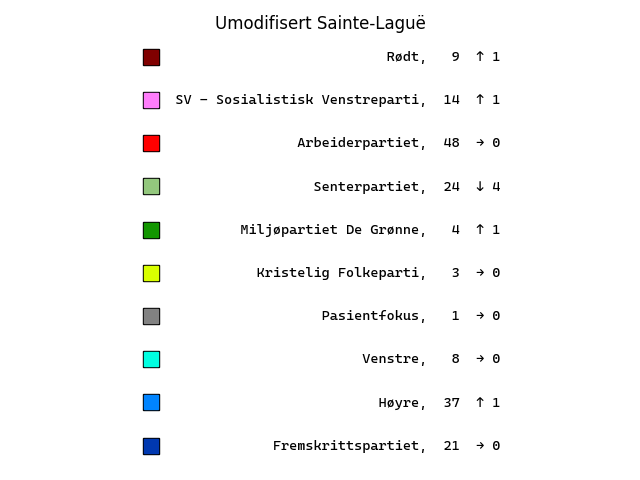 Umodifisert Sainte-Laguë
Rødt, 9 ↑ 1
SV – Sosialistisk Venstreparti, 14 ↑ 1
Arbeiderpartiet, 48 → 0
Senterpartiet, 24 ↓ 4
Miljøpartiet De Grønne, 4 ↑ 1
Kristelig Folkeparti, 3 → 0
Pasientfokus, 1 → 0
Venstre, 8 → 0
Høyre, 37 ↑ 1
Fremskrittspartiet, 21 → 0